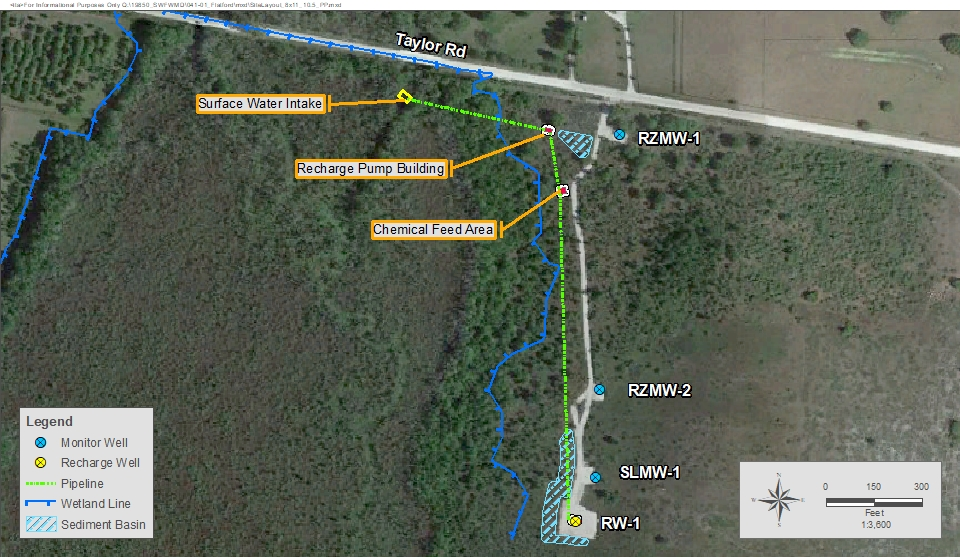 Taylor Rd
Surface Water Intake
RZMW-1
Recharge Pump Building
Chemical Feed Area
RZMW-2
SLMW-1
RW-1
Legend
Monitor Well
Recharge Well
Pipeline
Wetland Line
Sediment Basin
N
W E
S
0 150 300
Feet
1:3,600